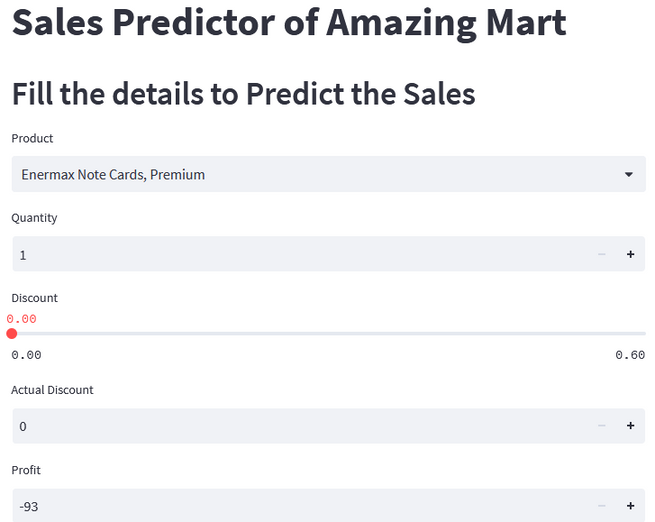 Sales Predictor of Amazing Mart
Fill the details to Predict the Sales
Product
Enermax Note Cards, Premium
Quantity
1
Discount
0.00
0.00 0.60
Actual Discount
0
Profit
-93